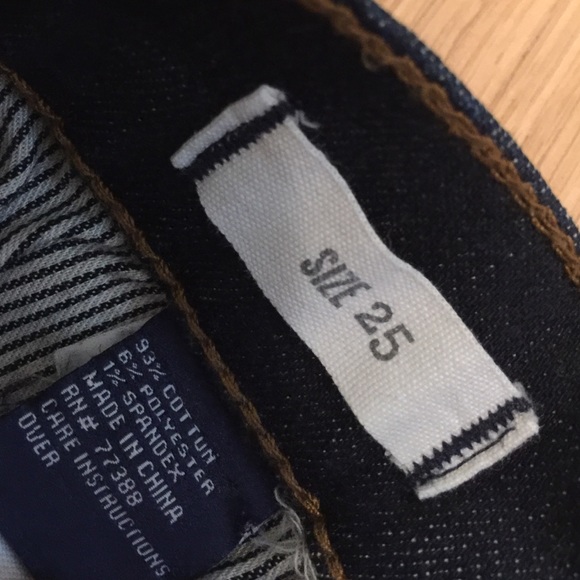 SIZE 25
93% COTTON
6% POLYESTER
1% SPANDEX
MADE IN CHINA
RN# 77388
CARE INSTRUCTIONS
OVER